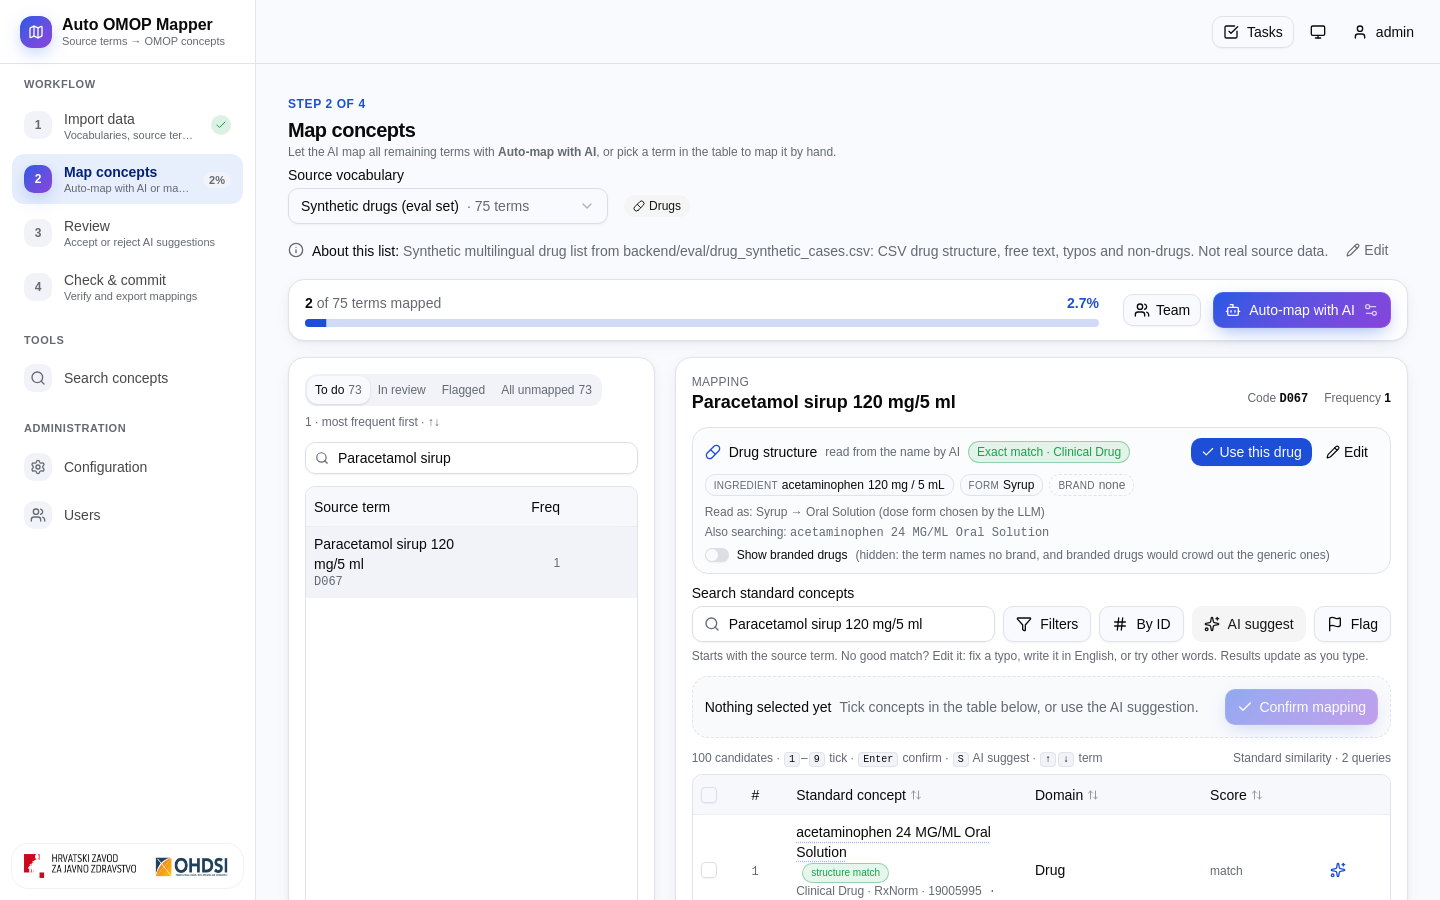 Auto OMOP Mapper
Source terms → OMOP concepts
Tasks
admin
WORKFLOW
1
Import data
Vocabularies, source ter…
2
Map concepts
Auto-map with AI or ma…
2%
3
Review
Accept or reject AI suggestions
4
Check & commit
Verify and export mappings
TOOLS
Search concepts
ADMINISTRATION
Configuration
Users
HRVATSKI ZAVOD
ZA JAVNO ZDRAVSTVO
OHDSI
STEP 2 OF 4
Map concepts
Let the AI map all remaining terms with Auto-map with AI, or pick a term in the table to map it by hand.
Source vocabulary
Synthetic drugs (eval set) · 75 terms
Drugs
About this list: Synthetic multilingual drug list from backend/eval/drug_synthetic_cases.csv: CSV drug structure, free text, typos and non-drugs. Not real source data.
Edit
2 of 75 terms mapped
2.7%
Team
Auto-map with AI
To do 73
In review
Flagged
All unmapped 73
1 · most frequent first · ↑↓
Paracetamol sirup
Source term
Freq
Paracetamol sirup 120
mg/5 ml
D067
1
MAPPING
Paracetamol sirup 120 mg/5 ml
Code D067
Frequency 1
Drug structure
read from the name by AI
Exact match · Clinical Drug
Use this drug
Edit
INGREDIENT acetaminophen 120 mg / 5 mL
FORM Syrup
BRAND none
Read as: Syrup → Oral Solution (dose form chosen by the LLM)
Also searching: acetaminophen 24 MG/ML Oral Solution
Show branded drugs (hidden: the term names no brand, and branded drugs would crowd out the generic ones)
Search standard concepts
Paracetamol sirup 120 mg/5 ml
Filters
By ID
AI suggest
Flag
Starts with the source term. No good match? Edit it: fix a typo, write it in English, or try other words. Results update as you type.
Nothing selected yet Tick concepts in the table below, or use the AI suggestion.
Confirm mapping
100 candidates · 1–9 tick · Enter confirm · S AI suggest · ↑ ↓ term
Standard similarity · 2 queries
#
Standard concept
Domain
Score
1
acetaminophen 24 MG/ML Oral
Solution
structure match
Clinical Drug · RxNorm · 19005995 ·
Drug
match